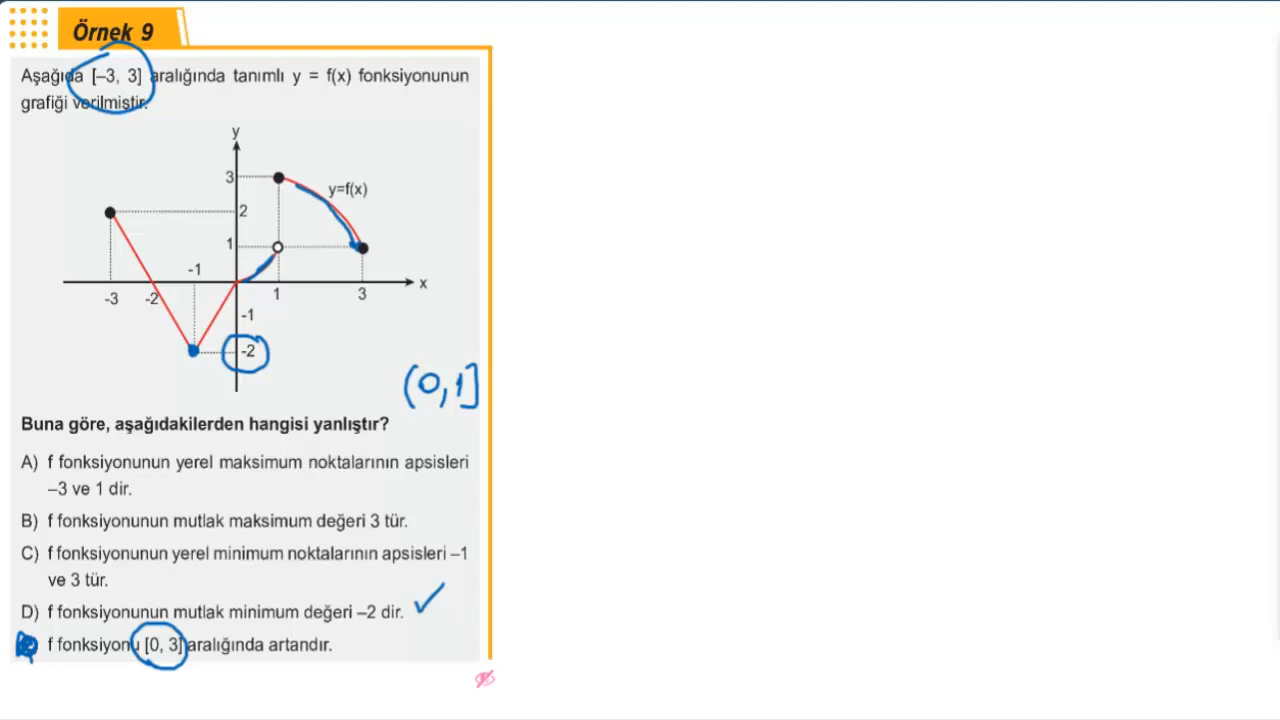 Örnek 9
Aşağıda [–3, 3] aralığında tanımlı y = f(x) fonksiyonunun
grafiği verilmiştir.
y
3
y=f(x)
2
1
-1
x
-3
-2
1
3
-1
-2
(0,1]
Buna göre, aşağıdakilerden hangisi yanlıştır?
A) f fonksiyonunun yerel maksimum noktalarının apsisleri
–3 ve 1 dir.
B) f fonksiyonunun mutlak maksimum değeri 3 tür.
C) f fonksiyonunun yerel minimum noktalarının apsisleri –1
ve 3 tür.
D) f fonksiyonunun mutlak minimum değeri –2 dir.
f fonksiyonu [0, 3] aralığında artandır.